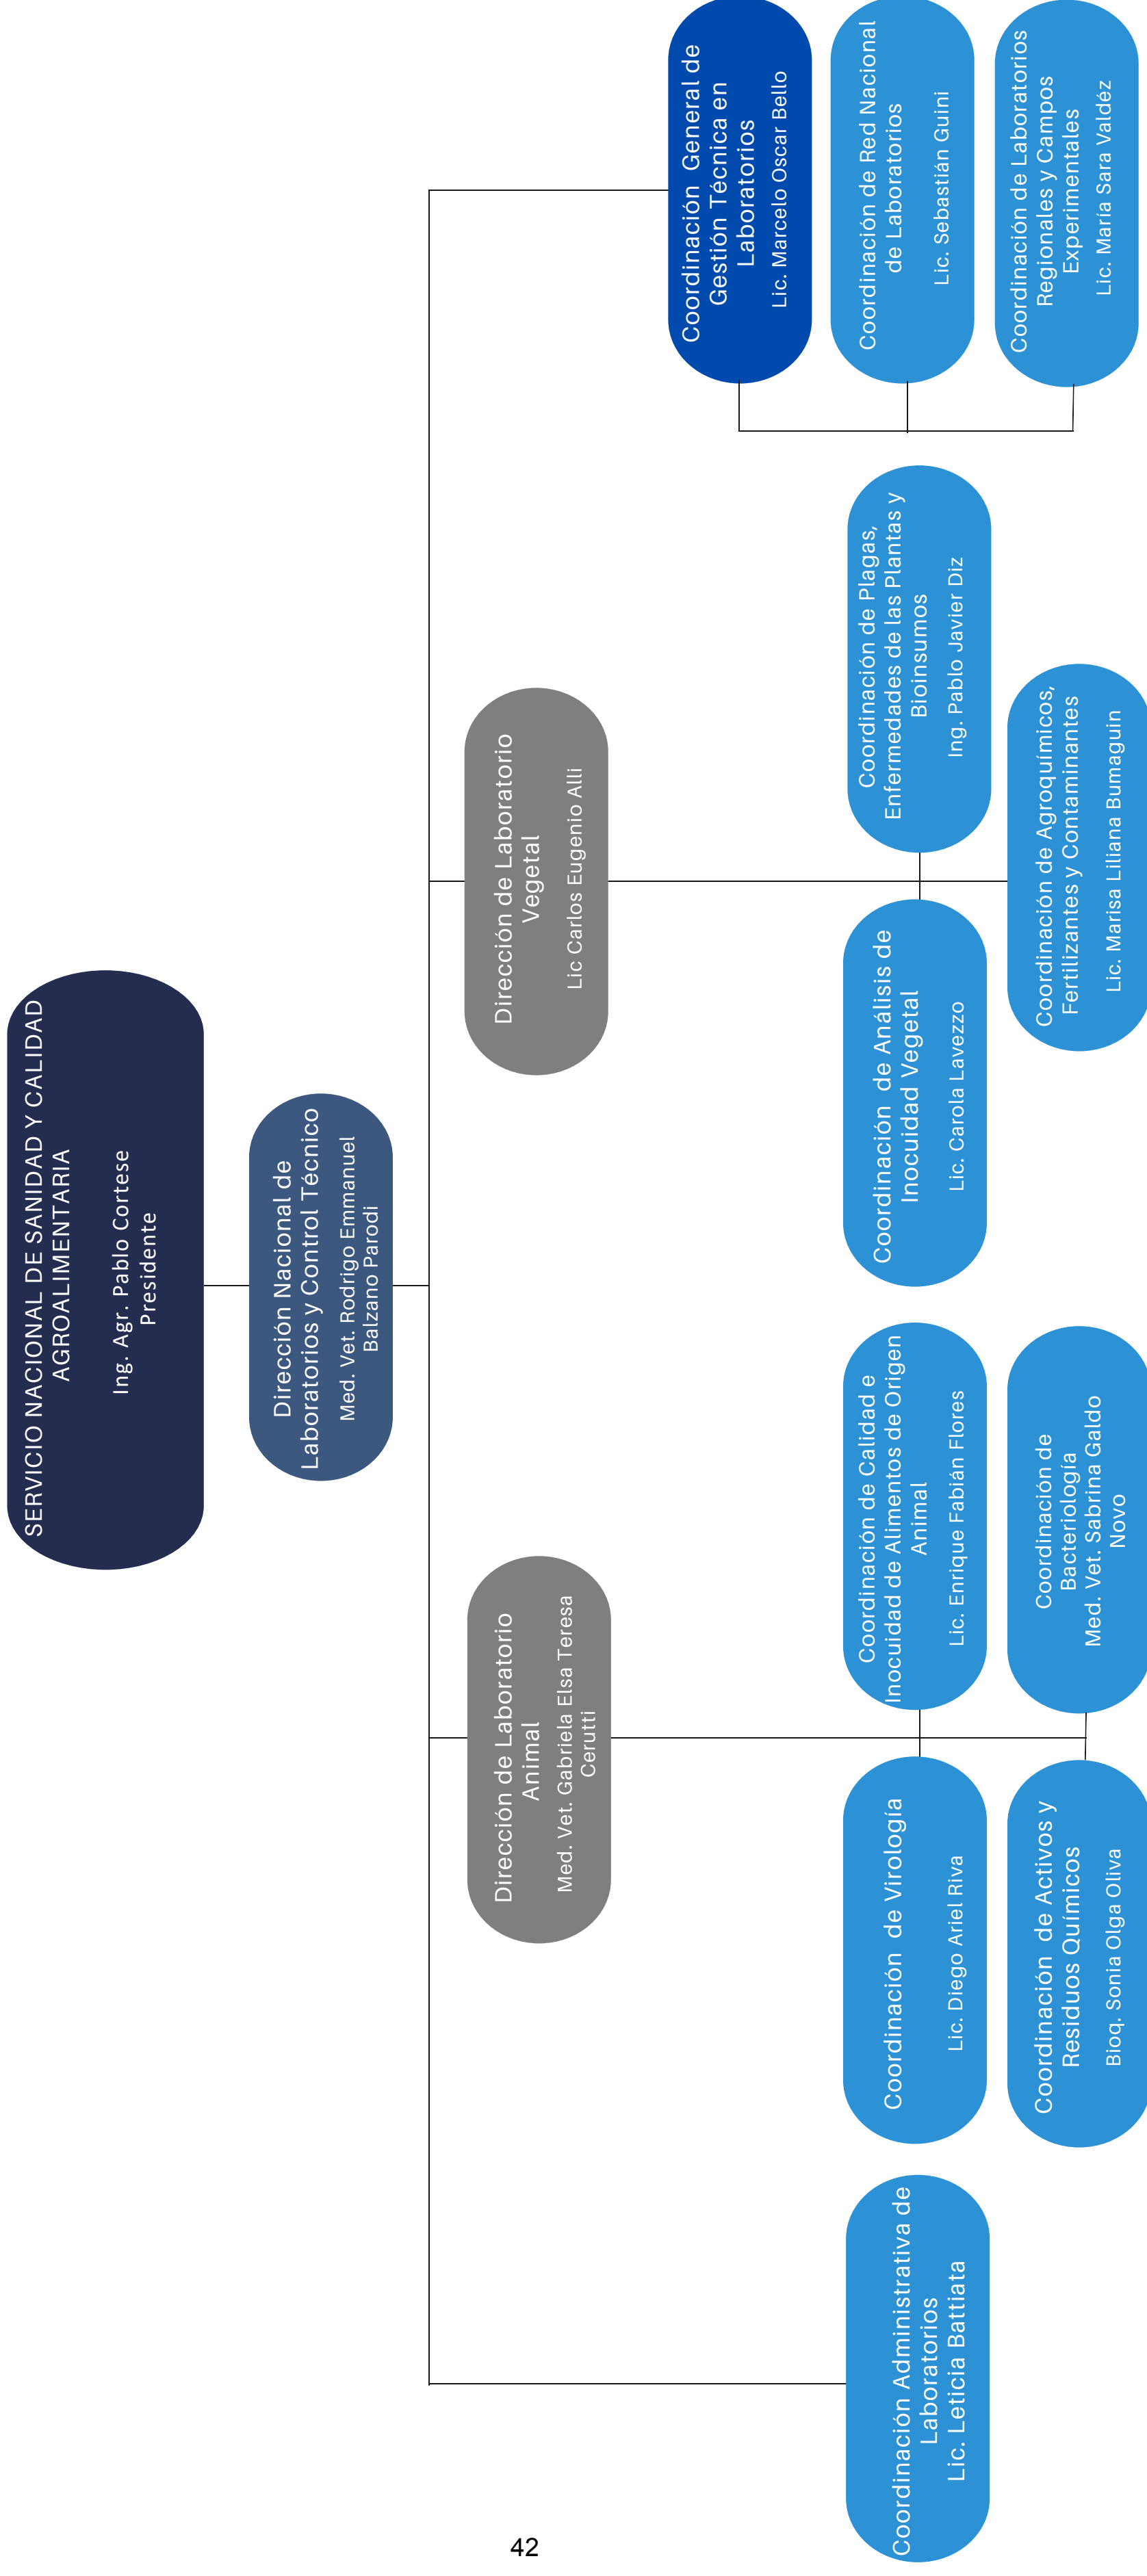 SERVICIO NACIONAL DE SANIDAD Y CALIDAD
AGROALIMENTARIA
Ing. Agr. Pablo Cortese
Presidente
Dirección Nacional de
Laboratorios y Control Técnico
Med. Vet. Rodrigo Emmanuel
Balzano Parodi
Dirección de Laboratorio
Animal
Med. Vet. Gabriela Elsa Teresa
Cerutti
Dirección de Laboratorio
Vegetal
Lic Carlos Eugenio Alli
Coordinación General de
Gestión Técnica en
Laboratorios
Lic. Marcelo Oscar Bello
Coordinación Administrativa de
Laboratorios
Lic. Leticia Battiata
Coordinación de Virología
Lic. Diego Ariel Riva
Coordinación de Calidad e
Inocuidad de Alimentos de Origen
Animal
Lic. Enrique Fabián Flores
Coordinación de Análisis de
Inocuidad Vegetal
Lic. Carola Lavezzo
Coordinación de Plagas,
Enfermedades de las Plantas y
Bioinsumos
Ing. Pablo Javier Diz
Coordinación de Red Nacional
de Laboratorios
Lic. Sebastián Guini
Coordinación de Activos y
Residuos Químicos
Bioq. Sonia Olga Oliva
Coordinación de
Bacteriología
Med. Vet. Sabrina Galdo
Novo
Coordinación de Agroquímicos,
Fertilizantes y Contaminantes
Lic. Marisa Liliana Bumaguin
Coordinación de Laboratorios
Regionales y Campos
Experimentales
Lic. María Sara Valdéz
42